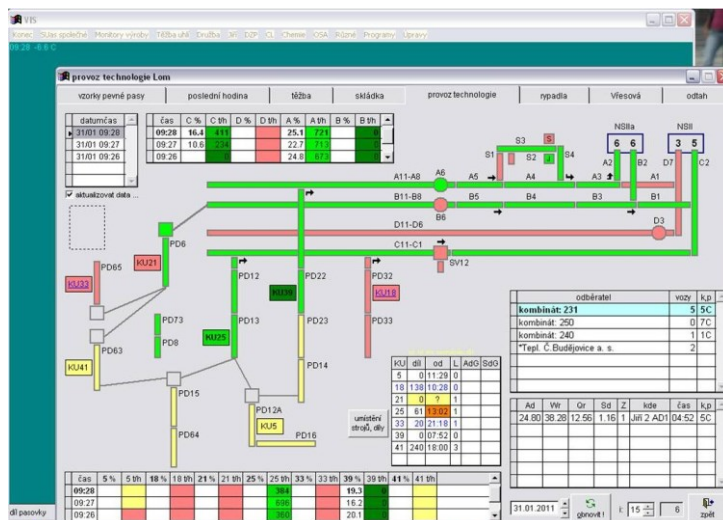 VIS
Konec SUas společné Monitory výroby Těžba uhlí Družba Jiří DZP CL Chemie OSA Různé Programy Úpravy
09:28 -6.6 C
provoz technologie Lom
vzorky pevné pasy poslední hodina těžba skládka provoz technologie rypadla Vřesová odtah
datumčas
31/01 09:28
31/01 09:27
31/01 09:26
aktualizovat data ...
čas C % C t/h D % D t/h A % A t/h B % B t/h
09:28 16.4 411 25.1 721 0
09:27 10.6 234 22.7 713 0
09:26 0 24.8 673 0
NSIIa NSII
6 6 3 5
S3 S
S1 S2 J S4
A2 B2 D7 C2
A11-A8 A6 A5 A4 A3 A1
B11-B8 B6 B5 B4 B3 B1
D11-D6 D3
C11-C1
SV12
PD6
KU21
PD65
KU33
PD12 PD22 PD32
KU39 KU18
PD73 PD13 PD23 PD33
PD8 KU25
PD63
PD14
KU41
PD15
PD12A
KU5
PD64 PD16
umístění
strojů, díly
KU díl od L AdG SdG
5 0 11:29 0
18 138 10:28 0
21 0 ? 1
25 61 13:02 1
33 20 21:18 1
39 0 07:52 0
41 240 18:00 3
odběratel vozy k,p
kombinát: 231 5 5C
kombinát: 250 0 7C
kombinát: 240 1 1C
*Tepl. Č.Budějovice a. s. 2
Ad Wr Qr Sd Z kde čas k,p
24.80 38.28 12.56 1.16 1 Jiří 2 AD1 04:52 5C
čas 5 % 5 t/h 18 % 18 t/h 21 % 21 t/h 25 % 25 t/h 33 % 33 t/h 39 % 39 t/h 41 % 41 t/h
09:28 384 19.3 0
09:27 696 16.2 0
09:26 360 20.1 0
31.01.2011
obnovit !
i: 15
6
zpět
díl pasovky